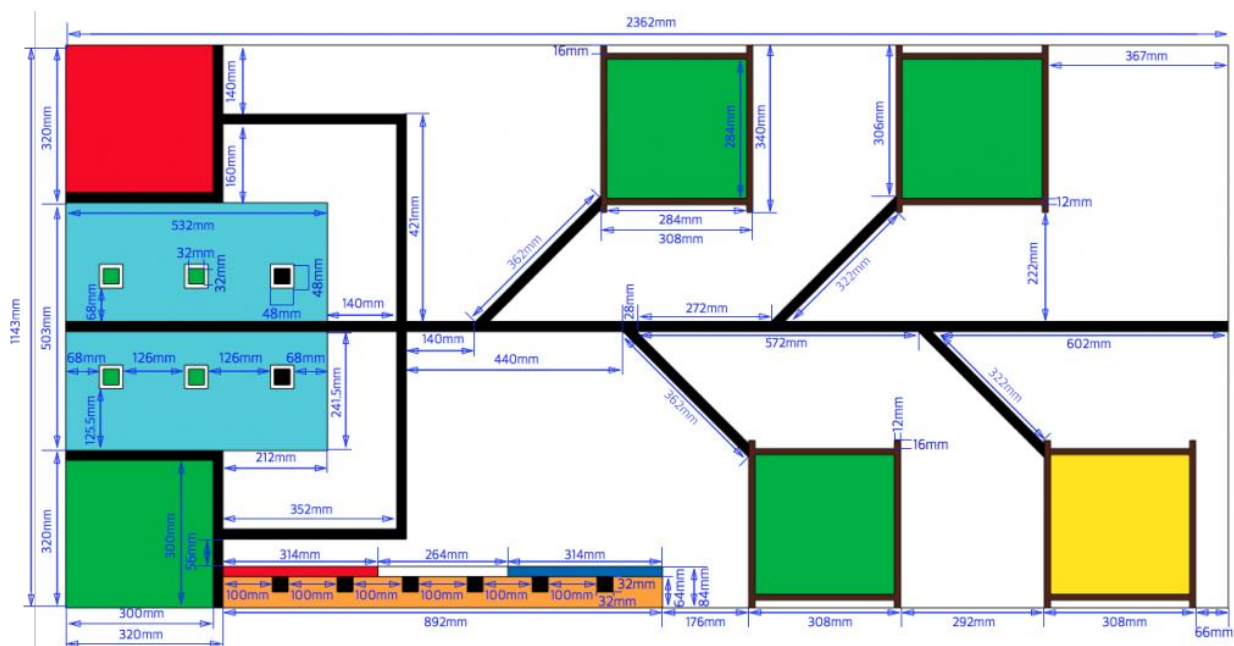 2362mm
16mm
367mm
140mm
320mm
306mm
284mm
340mm
160mm
421mm
12mm
532mm
284mm
308mm
362mm
322mm
222mm
32mm
32mm
48mm
48mm
68mm
140mm
28mm
272mm
1143mm
503mm
140mm
572mm
602mm
68mm
126mm
126mm
68mm
440mm
241,5mm
125.5mm
362mm
322mm
12mm
16mm
212mm
352mm
320mm
300mm
56mm
314mm
264mm
314mm
100mm
100mm
100mm
100mm
100mm
100mm
32mm
32mm
64mm
84mm
300mm
892mm
176mm
308mm
292mm
308mm
66mm
320mm